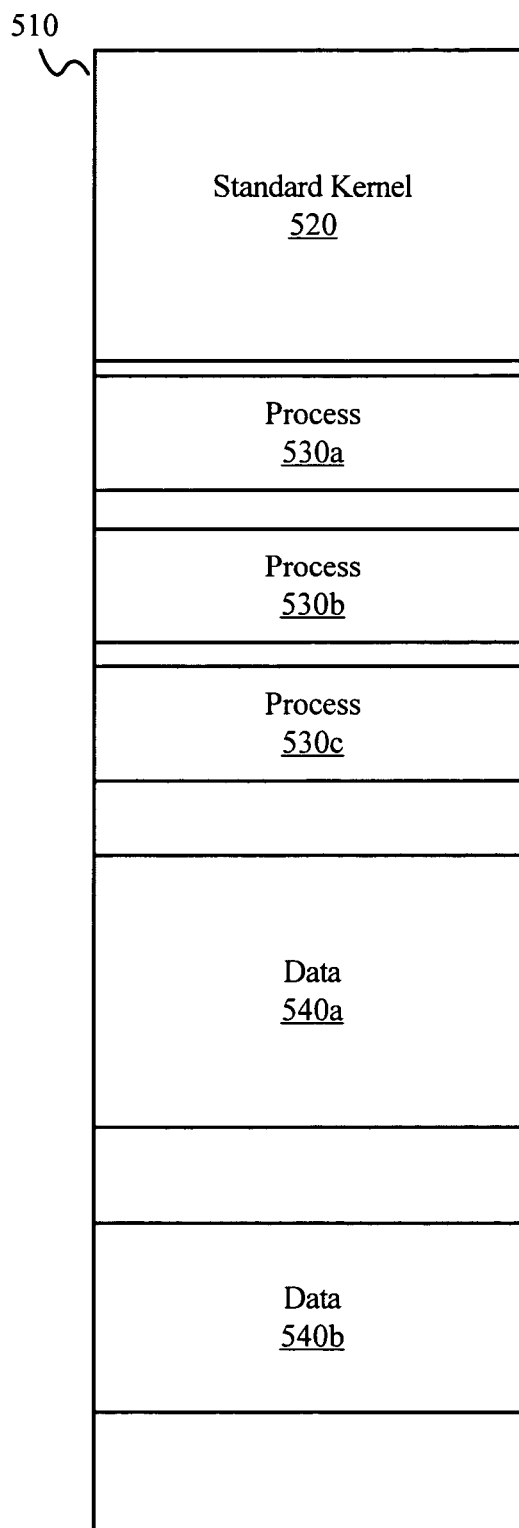 510
Standard Kernel
520
Process
530a
Process
530b
Process
530c
Data
540a
Data
540b